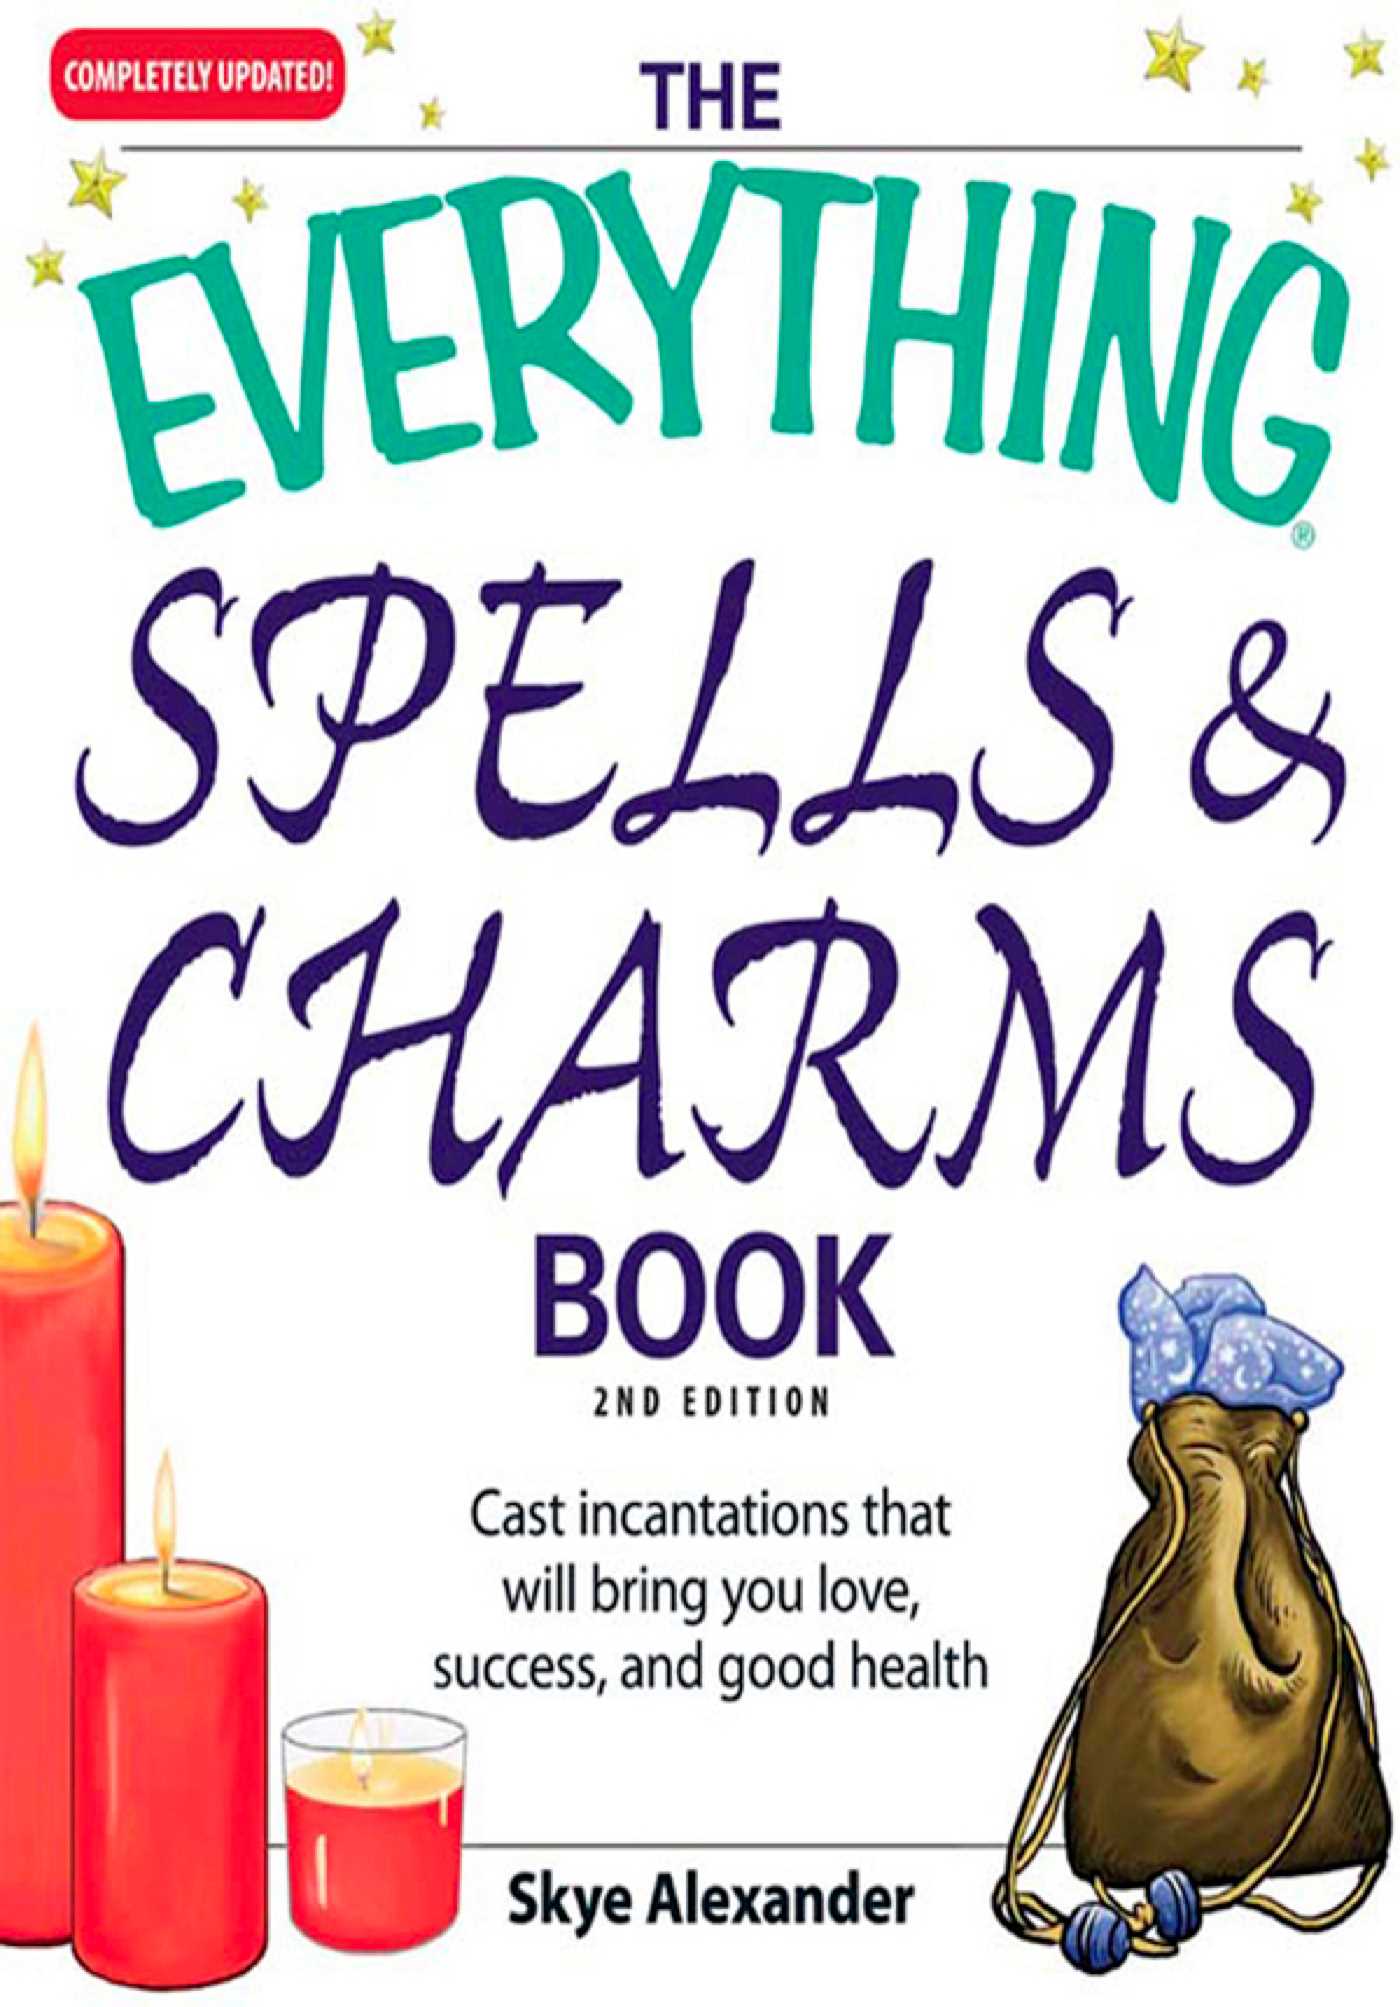 COMPLETELY UPDATED!
THE
EVERYTHING®
SPELLS &
CHARMS
BOOK
2ND EDITION
Cast incantations that
will bring you love,
success, and good health
Skye Alexander